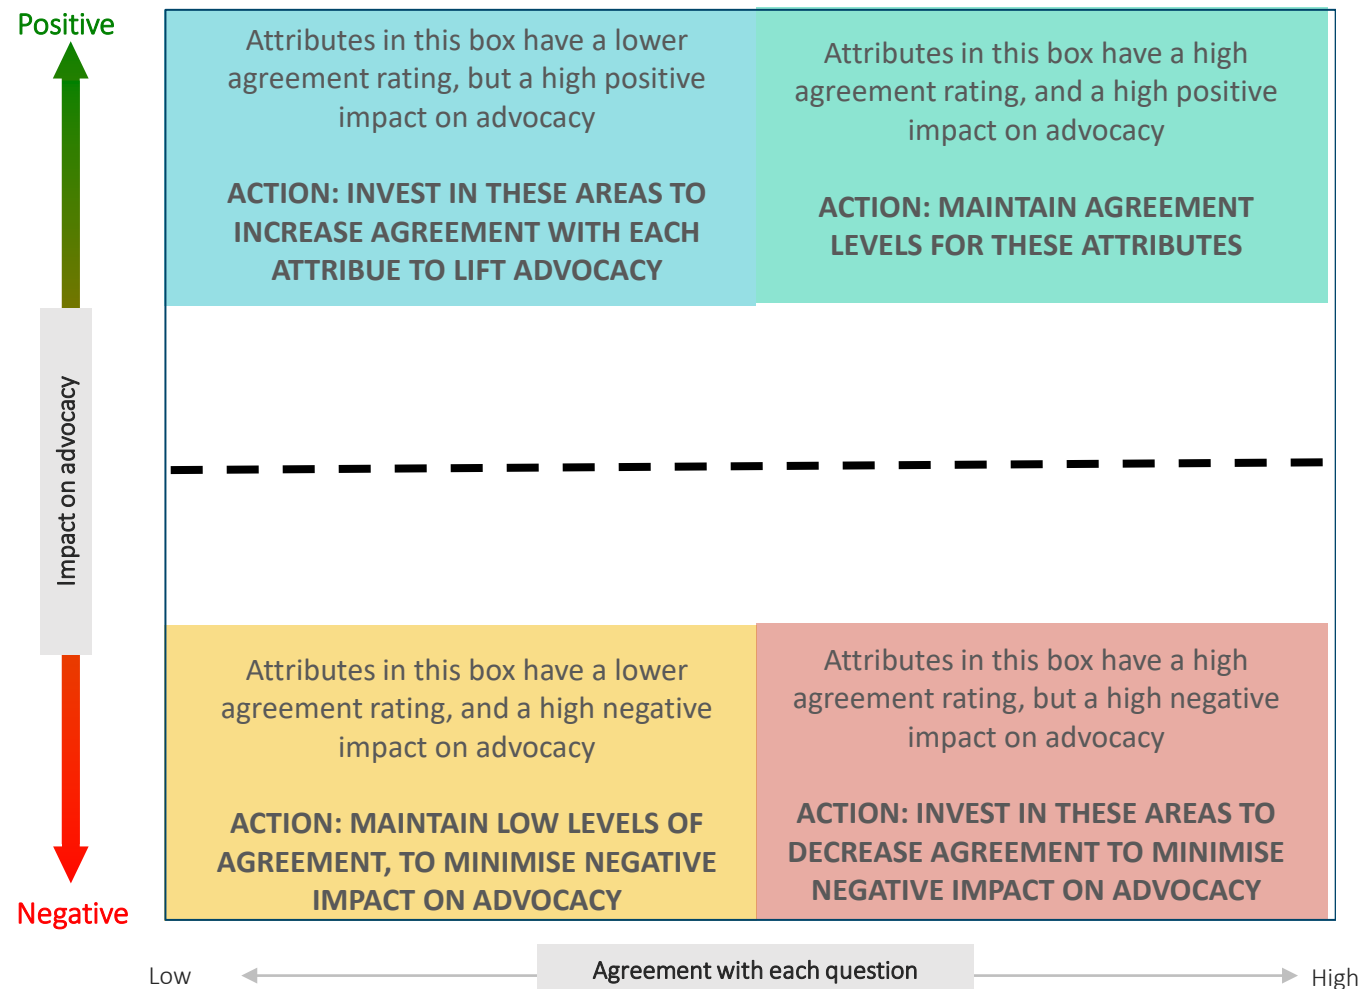 Positive
Attributes in this box have a lower
agreement rating, but a high positive
impact on advocacy
ACTION: INVEST IN THESE AREAS TO
INCREASE AGREEMENT WITH EACH
ATTRIBUE TO LIFT ADVOCACY
Attributes in this box have a high
agreement rating, and a high positive
impact on advocacy
ACTION: MAINTAIN AGREEMENT
LEVELS FOR THESE ATTRIBUTES
Impact on advocacy
Attributes in this box have a lower
agreement rating, and a high negative
impact on advocacy
ACTION: MAINTAIN LOW LEVELS OF
AGREEMENT, TO MINIMISE NEGATIVE
IMPACT ON ADVOCACY
Attributes in this box have a high
agreement rating, but a high negative
impact on advocacy
ACTION: INVEST IN THESE AREAS TO
DECREASE AGREEMENT TO MINIMISE
NEGATIVE IMPACT ON ADVOCACY
Negative
Low
Agreement with each question
High